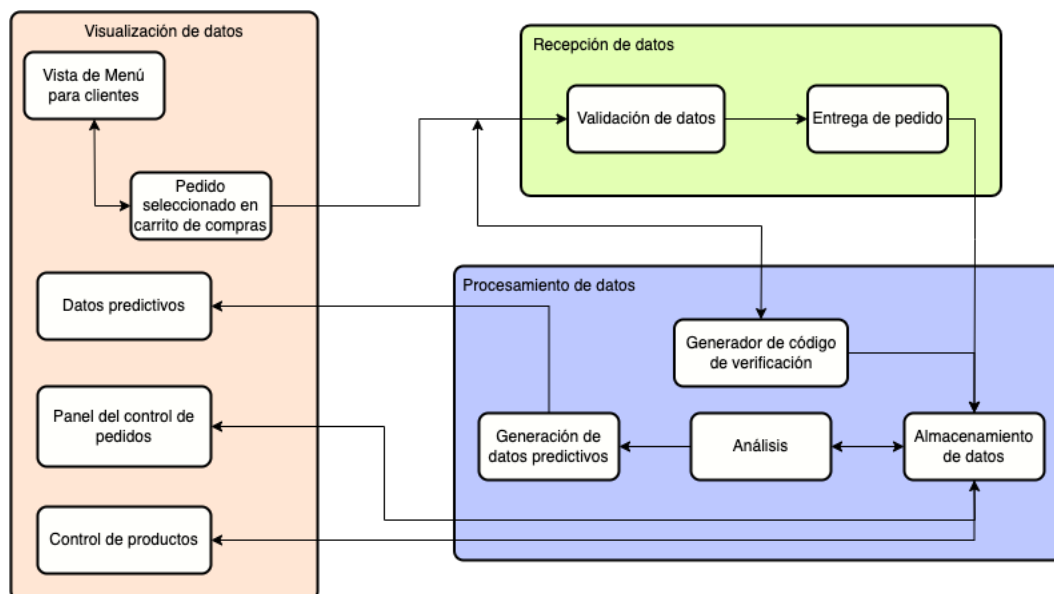 Visualización de datos
Vista de Menú
para clientes
Pedido
seleccionado en
carrito de compras
Datos predictivos
Panel del control de
pedidos
Control de productos
Recepción de datos
Validación de datos
Entrega de pedido
Procesamiento de datos
Generador de código
de verificación
Generación de
datos predictivos
Análisis
Almacenamiento
de datos